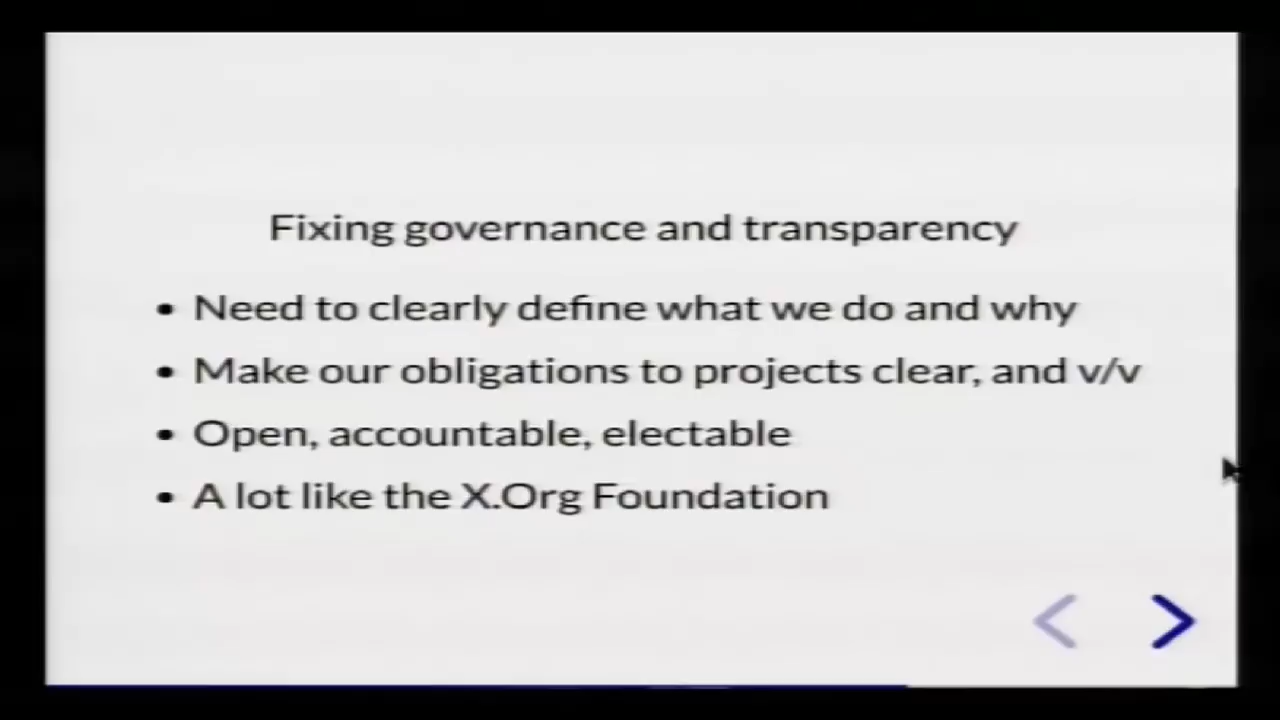 Fixing governance and transparency
• Need to clearly define what we do and why
• Make our obligations to projects clear, and v/v
• Open, accountable, electable
• A lot like the X.Org Foundation